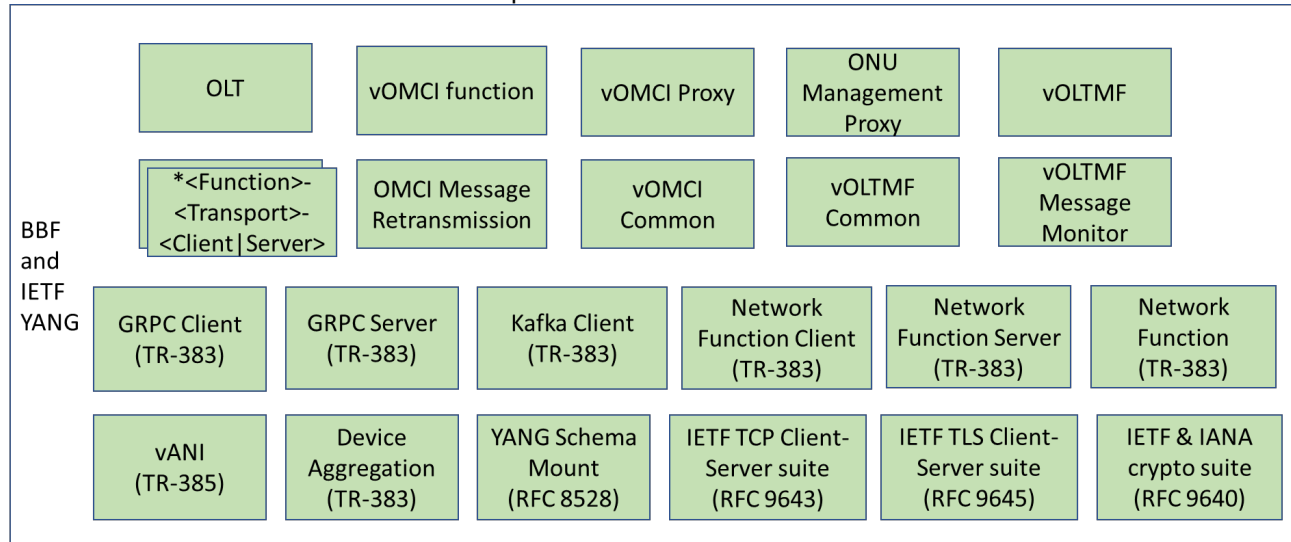 OLT
vOMCI function
vOMCI Proxy
ONU
Management
Proxy
vOLTMF
*<Function>-
<Transport>-
<Client|Server>
OMCI Message
Retransmission
vOMCI
Common
vOLTMF
Common
vOLTMF
Message
Monitor
BBF
and
IETF
YANG
GRPC Client
(TR-383)
GRPC Server
(TR-383)
Kafka Client
(TR-383)
Network
Function Client
(TR-383)
Network
Function Server
(TR-383)
Network
Function
(TR-383)
vANI
(TR-385)
Device
Aggregation
(TR-383)
YANG Schema
Mount
(RFC 8528)
IETF TCP Client-
Server suite
(RFC 9643)
IETF TLS Client-
Server suite
(RFC 9645)
IETF & IANA
crypto suite
(RFC 9640)